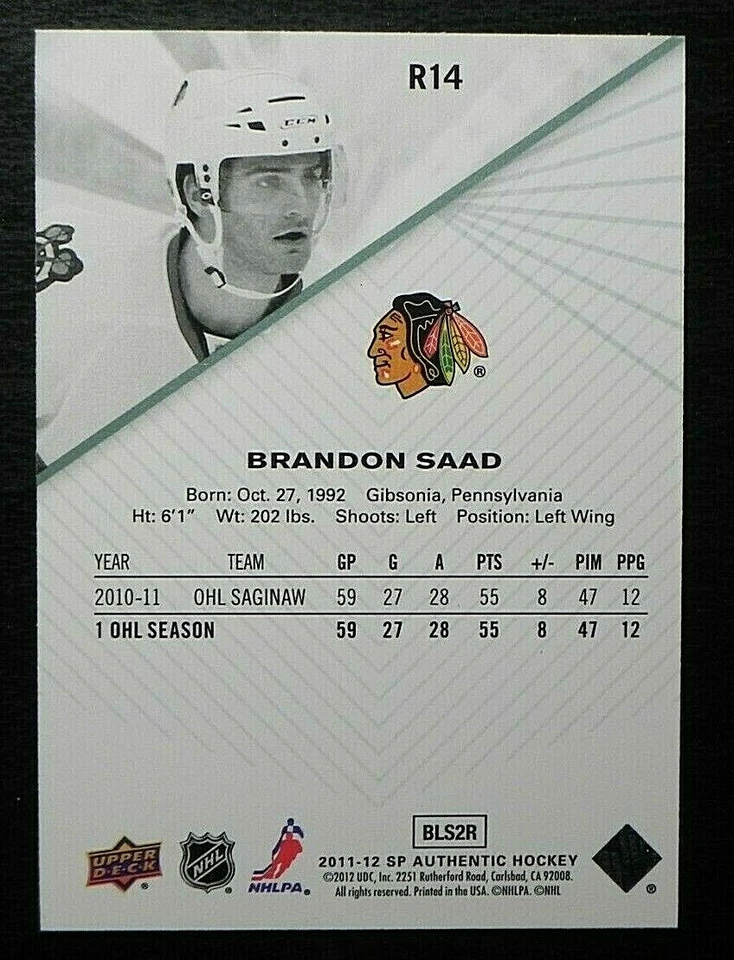 R14
CCM
®
BRANDON SAAD
Born: Oct. 27, 1992 Gibsonia, Pennsylvania
Ht: 6'1" Wt: 202 lbs. Shoots: Left Position: Left Wing
YEAR TEAM GP G A PTS +/- PIM PPG
2010-11 OHL SAGINAW 59 27 28 55 8 47 12
1 OHL SEASON 59 27 28 55 8 47 12
BLS2R
UPPER
D·E·C·K
®
NHL
®
NHLPA®
2011-12 SP AUTHENTIC HOCKEY
©2012 UDC, Inc. 2251 Rutherford Road, Carlsbad, CA 92008.
All rights reserved. Printed in the USA. ©NHLPA. ©NHL
®